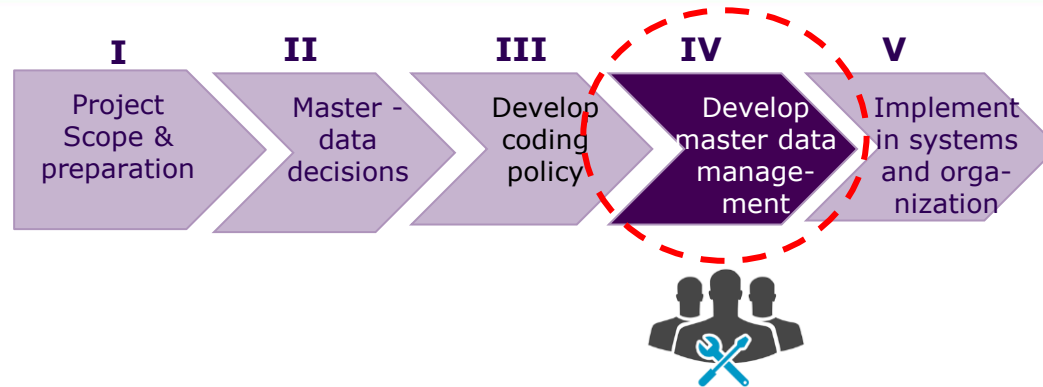 I
II
III
IV
V
Project
Scope &
preparation
Master -
data
decisions
Develop
coding
policy
Develop
master data
manage-
ment
Implement
in systems
and orga-
nization